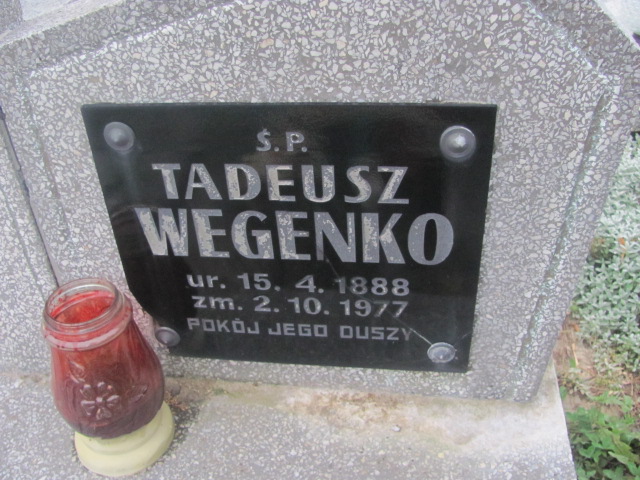 Ś.P.
TADEUSZ
WEGENKO
ur. 15. 4. 1888
zm. 2. 10. 1977
POKÓJ JEGO DUSZY